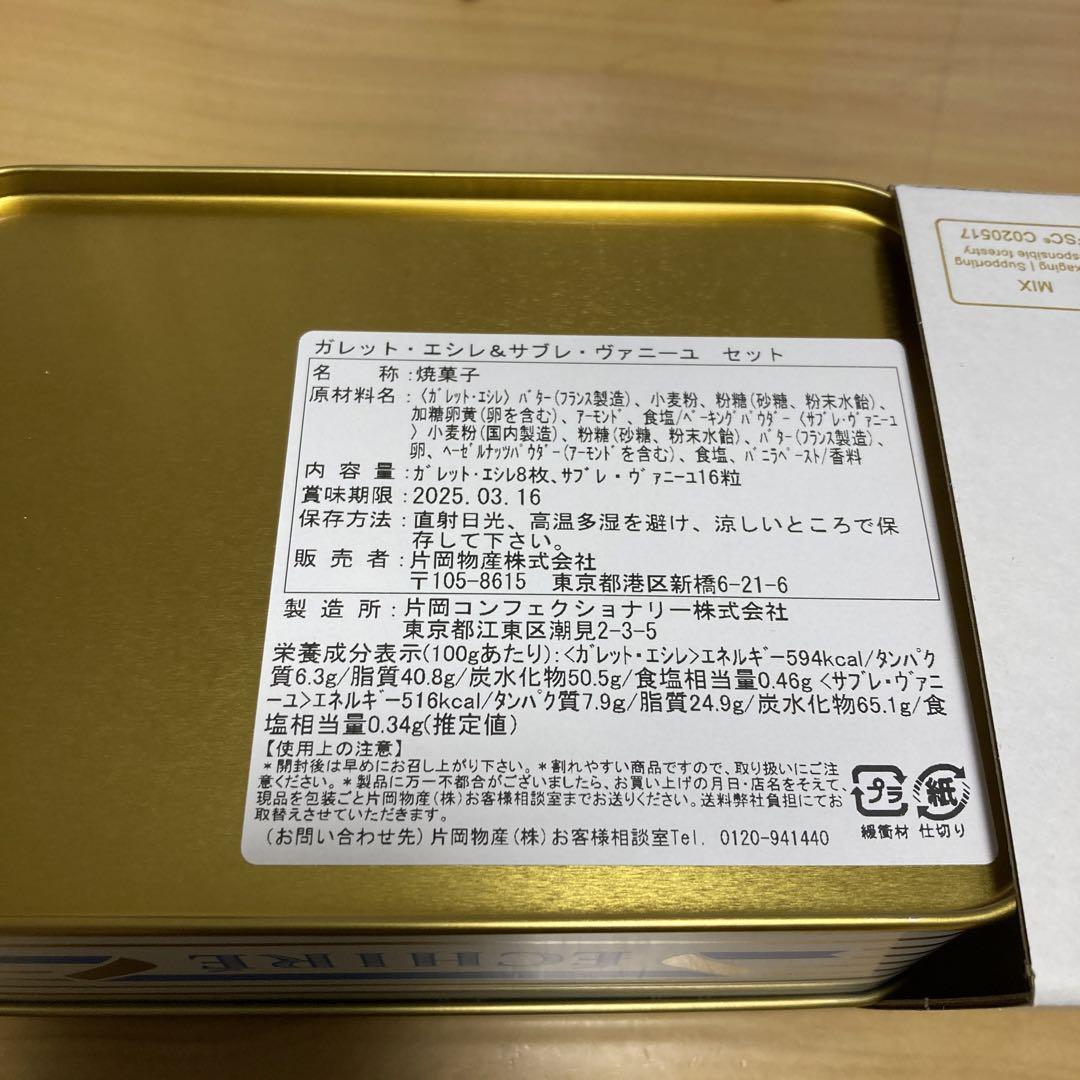 MIX
kaging | Supporting
sponsible forestry
FSC® C020517
ガレット・エシレ&サブレ・ヴァニーユ セット
名 称:焼菓子
原材料名:〈ガレット・エシレ〉バター(フランス製造)、小麦粉、粉糖(砂糖、粉末水飴)、
加糖卵黄(卵を含む)、アーモンド、食塩/ベーキングパウダー〈サブレ・ヴァニーユ
〉小麦粉(国内製造)、粉糖(砂糖、粉末水飴)、バター(フランス製造)、
卵、ヘーゼルナッツパウダー(アーモンドを含む)、食塩、バニラペースト/香料
内 容 量:ガレット・エシレ8枚、サブレ・ヴァニーユ16粒
賞味期限:2025.03.16
保存方法:直射日光、高温多湿を避け、涼しいところで保
存して下さい。
販 売 者:片岡物産株式会社
〒105-8615 東京都港区新橋6-21-6
製 造 所:片岡コンフェクショナリー株式会社
東京都江東区潮見2-3-5
栄養成分表示(100gあたり):<ガレット・エシレ>エネルギー594kcal/タンパク
質6.3g/脂質40.8g/炭水化物50.5g/食塩相当量0.46g<サブレ・ヴァニ
ーユ>エネルギー516kcal/タンパク質7.9g/脂質24.9g/炭水化物65.1g/食
塩相当量0.34g(推定値)
【使用上の注意】
*開封後は早めにお召し上がり下さい。*割れやすい商品ですので、取り扱いにご注
意ください。*製品に万一不都合がございましたら、お買い上げの月日・店名をそえて、
現品を包装ごと片岡物産(株)お客様相談室までお送りください。送料弊社負担にてお
取替えさせていただきます。
(お問い合わせ先)片岡物産(株)お客様相談室Tel. 0120-941440
プラ
紙
緩衝材 仕切り
ECHIRE